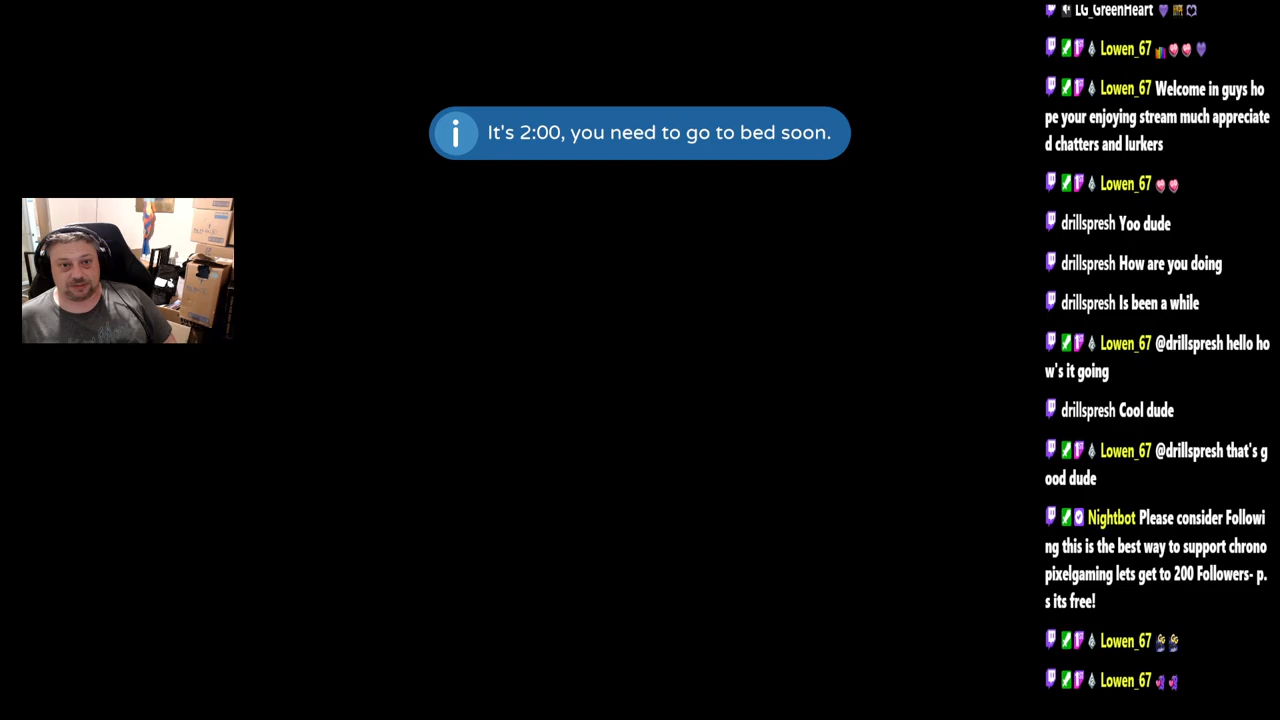 LG_GreenHeart
Lowen_67
Lowen_67 Welcome in guys ho
pe your enjoying stream much appreciate
d chatters and lurkers
Lowen_67
drillspresh Yoo dude
drillspresh How are you doing
drillspresh Is been a while
Lowen_67 @drillspresh hello ho
w's it going
drillspresh Cool dude
Lowen_67 @drillspresh that's g
ood dude
Nightbot Please consider Followi
ng this is the best way to support chrono
pixelgaming lets get to 200 Followers- p.
s its free!
Lowen_67
Lowen_67
i It's 2:00, you need to go to bed soon.